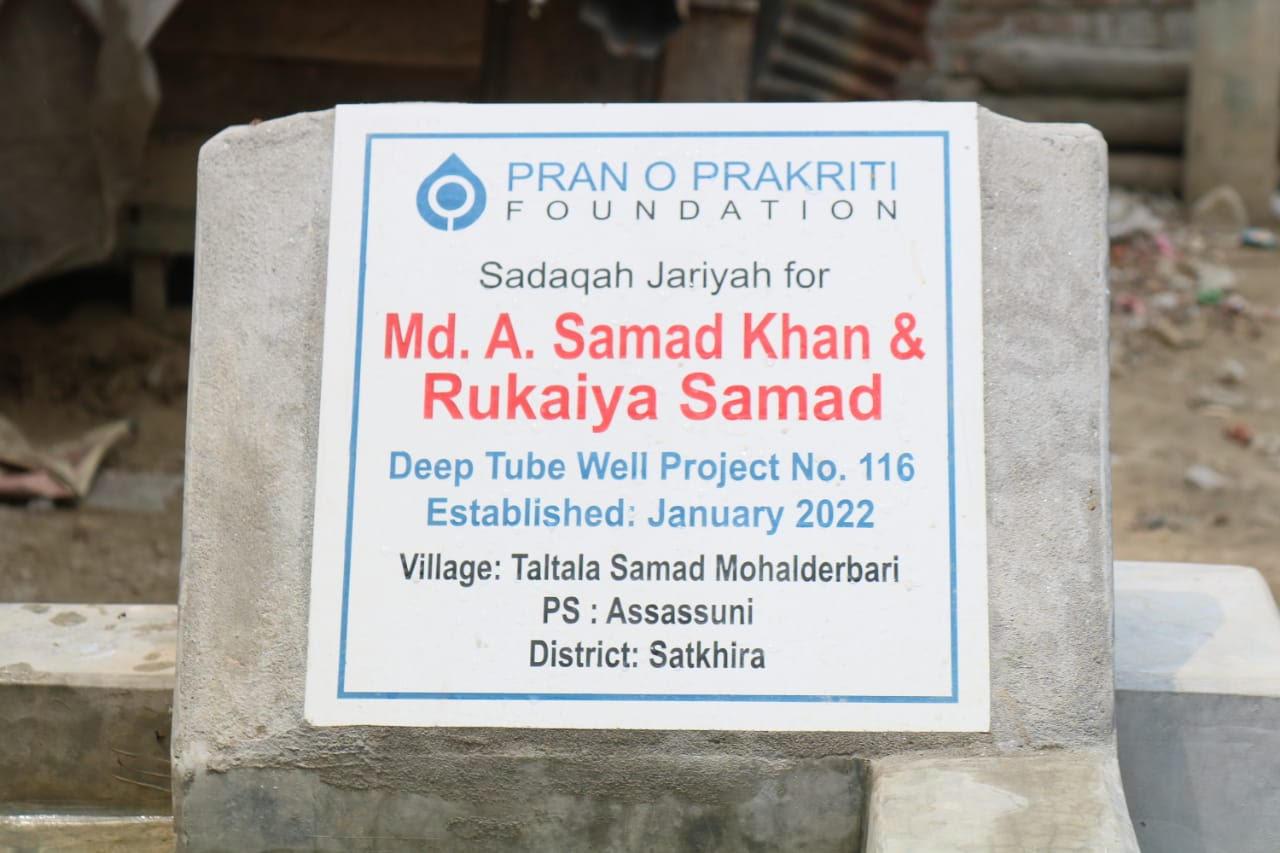 PRAN O PRAKRITI
FOUNDATION
Sadaqah Jariyah for
Md. A. Samad Khan &
Rukaiya Samad
Deep Tube Well Project No. 116
Established: January 2022
Village: Taltala Samad Mohalderbari
PS : Assassuni
District: Satkhira